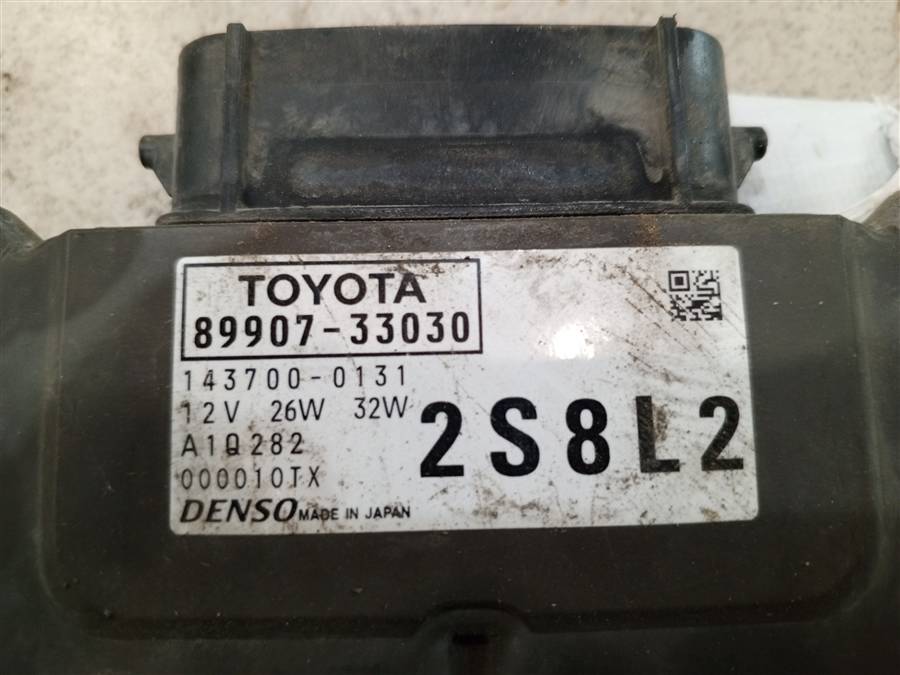 TOYOTA
89907-33030
143700-0131
12V 26W 32W
A1Q282
000010TX
2S8L2
DENSO MADE IN JAPAN